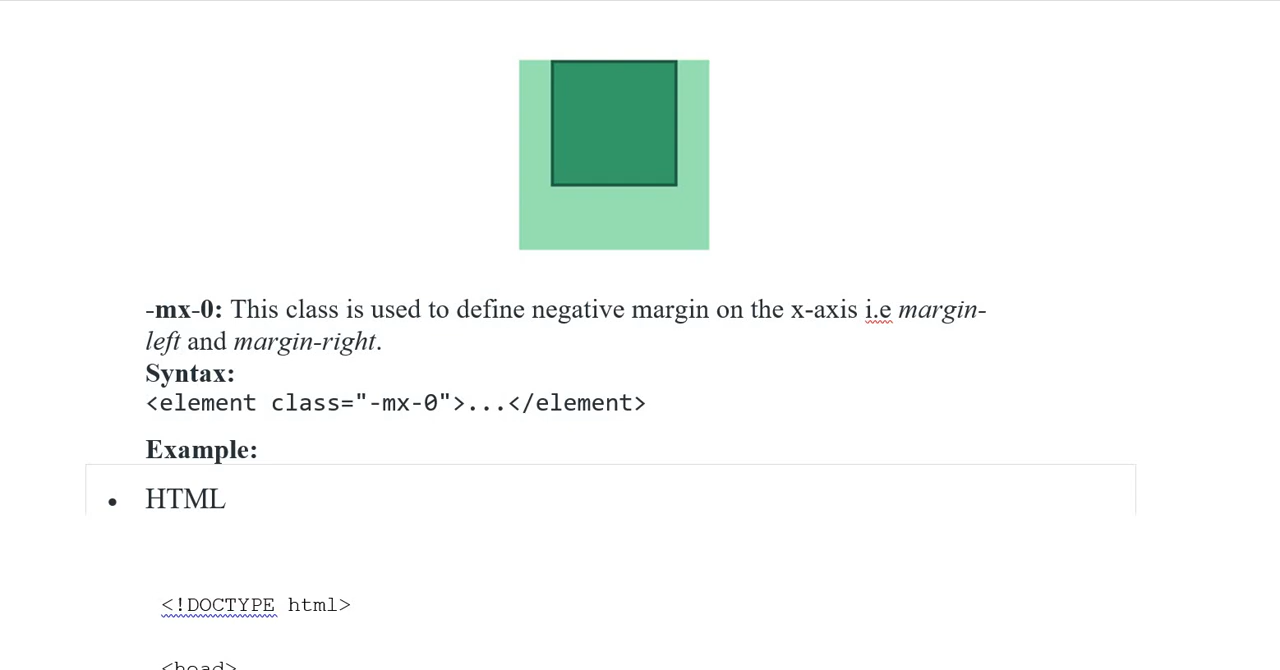 -mx-0: This class is used to define negative margin on the x-axis i.e margin-
left and margin-right.
Syntax:
<element class="-mx-0">...</element>
Example:
• HTML
<!DOCTYPE html>
<head>